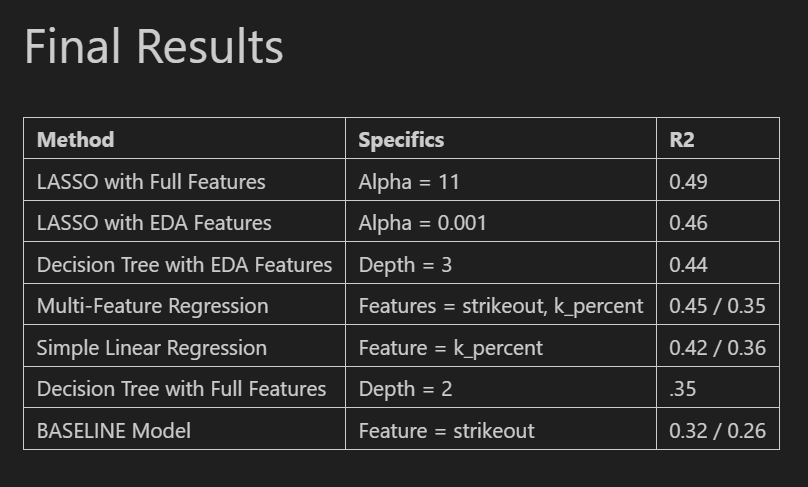 Final Results
Method Specifics R2
LASSO with Full Features Alpha = 11 0.49
LASSO with EDA Features Alpha = 0.001 0.46
Decision Tree with EDA Features Depth = 3 0.44
Multi-Feature Regression Features = strikeout, k_percent 0.45 / 0.35
Simple Linear Regression Feature = k_percent 0.42 / 0.36
Decision Tree with Full Features Depth = 2 .35
BASELINE Model Feature = strikeout 0.32 / 0.26